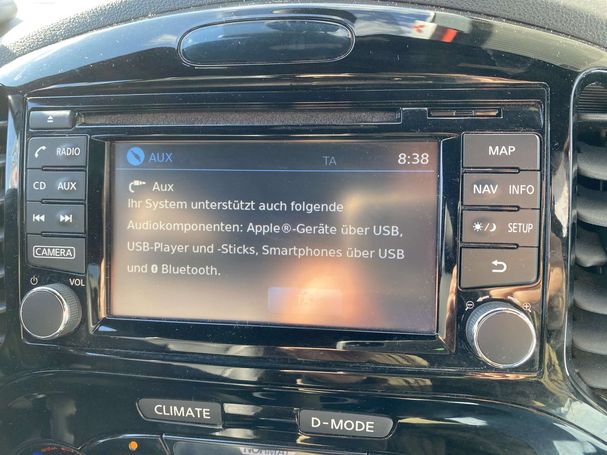 RADIO
CD AUX
CAMERA
VOL
AUX TA 8:38
Aux
Ihr System unterstützt auch folgende
Audiokomponenten: Apple®-Geräte über USB,
USB-Player und -Sticks, Smartphones über USB
und Bluetooth.
MAP
NAV INFO
SETUP
CLIMATE
D-MODE
NORMAL